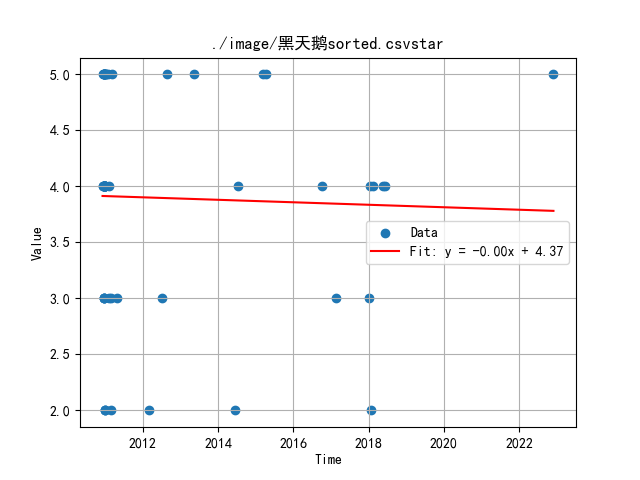 ./image/黑天鹅sorted.csvstar
5.0
4.5
4.0
3.5
3.0
2.5
2.0
Value
Data
Fit: y = -0.00x + 4.37
2012 2014 2016 2018 2020 2022
Time